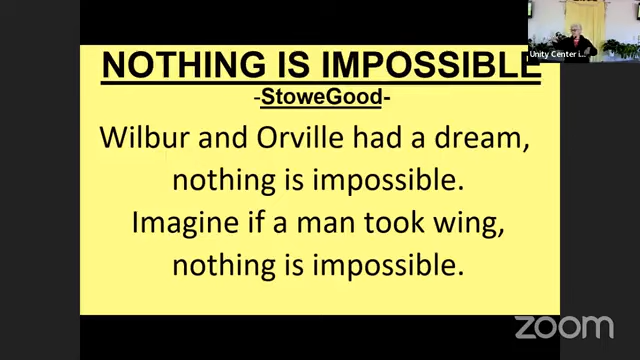 NOTHING IS IMPOSSIBLE
-StoweGood-
Wilbur and Orville had a dream,
nothing is impossible.
Imagine if a man took wing,
nothing is impossible.
Unity Center i...
zoom